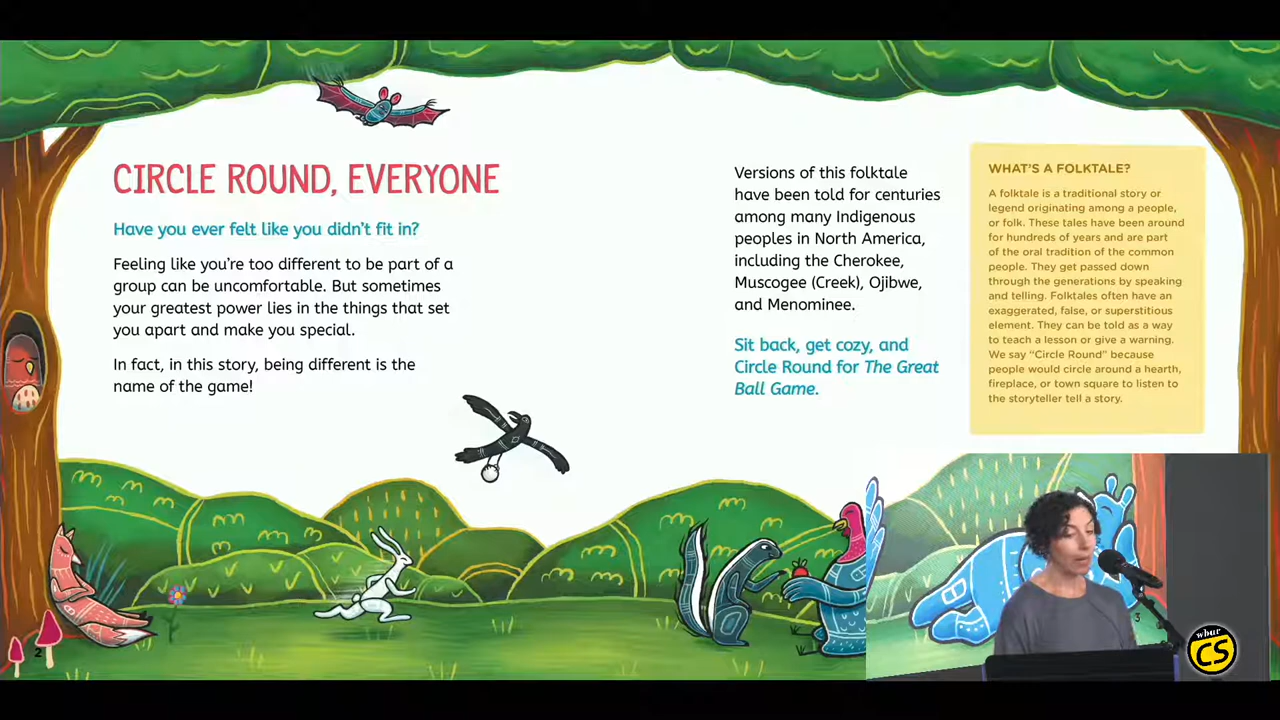 CIRCLE ROUND, EVERYONE
Have you ever felt like you didn't fit in?
Feeling like you're too different to be part of a
group can be uncomfortable. But sometimes
your greatest power lies in the things that set
you apart and make you special.
In fact, in this story, being different is the
name of the game!
2
Versions of this folktale
have been told for centuries
among many Indigenous
peoples in North America,
including the Cherokee,
Muscogee (Creek), Ojibwe,
and Menominee.
Sit back, get cozy, and
Circle Round for The Great
Ball Game.
WHAT'S A FOLKTALE?
A folktale is a traditional story or
legend originating among a people,
or folk. These tales have been around
for hundreds of years and are part
of the oral tradition of the common
people. They get passed down
through the generations by speaking
and telling. Folktales often have an
exaggerated, false, or superstitious
element. They can be told as a way
to teach a lesson or give a warning.
We say “Circle Round” because
people would circle around a hearth,
fireplace, or town square to listen to
the storyteller tell a story.
3
wbur
CS